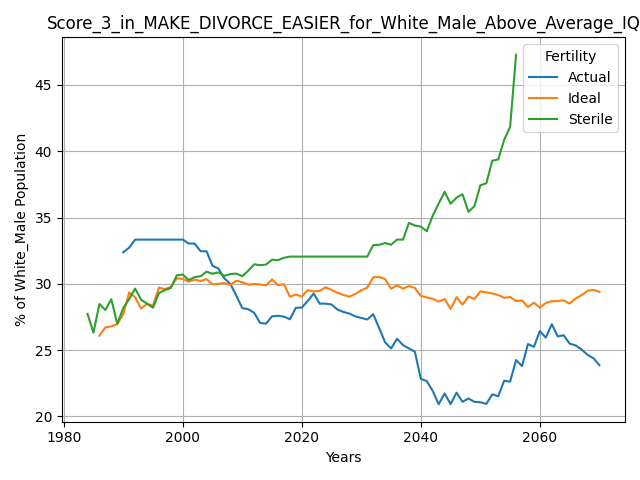 Score_3_in_MAKE_DIVORCE_EASIER_for_White_Male_Above_Average_IQ
Fertility
Actual
Ideal
Sterile
% of White_Male Population
45
40
35
30
25
20
1980
2000
2020
2040
2060
Years